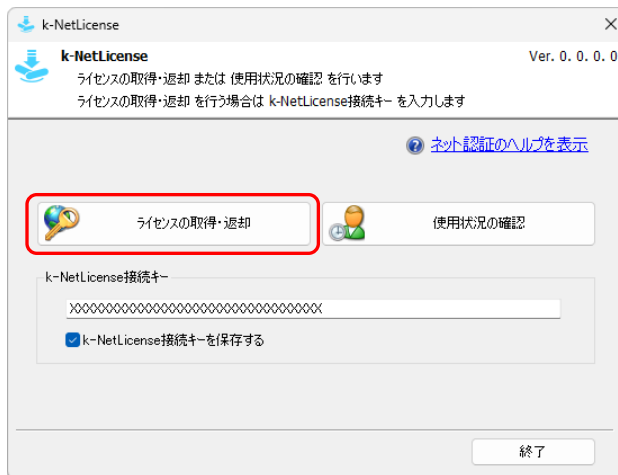 k-NetLicense
k-NetLicense
Ver. 0. 0. 0. 0
ライセンスの取得・返却 または 使用状況の確認 を行います
ライセンスの取得・返却 を行う場合は k-NetLicense接続キー を入力します
ネット認証のヘルプを表示
ライセンスの取得・返却
使用状況の確認
k-NetLicense接続キー
XXXXXXXXXXXXXXXXXXXXXXXXXXXXXXXXXXX
k-NetLicense接続キーを保存する
終了